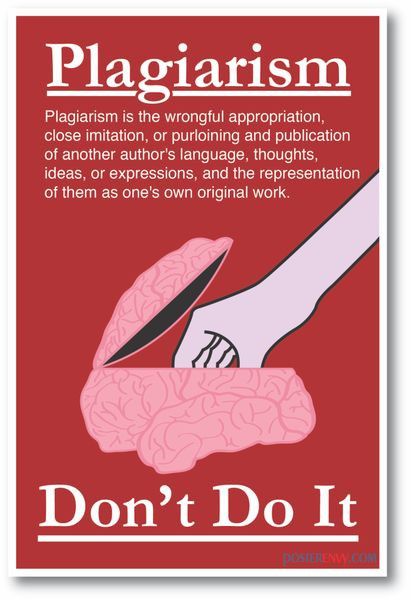 Plagiarism
Plagiarism is the wrongful appropriation,
close imitation, or purloining and publication
of another author's language, thoughts,
ideas, or expressions, and the representation
of them as one's own original work.
Don't Do It
POSTERENVY.COM